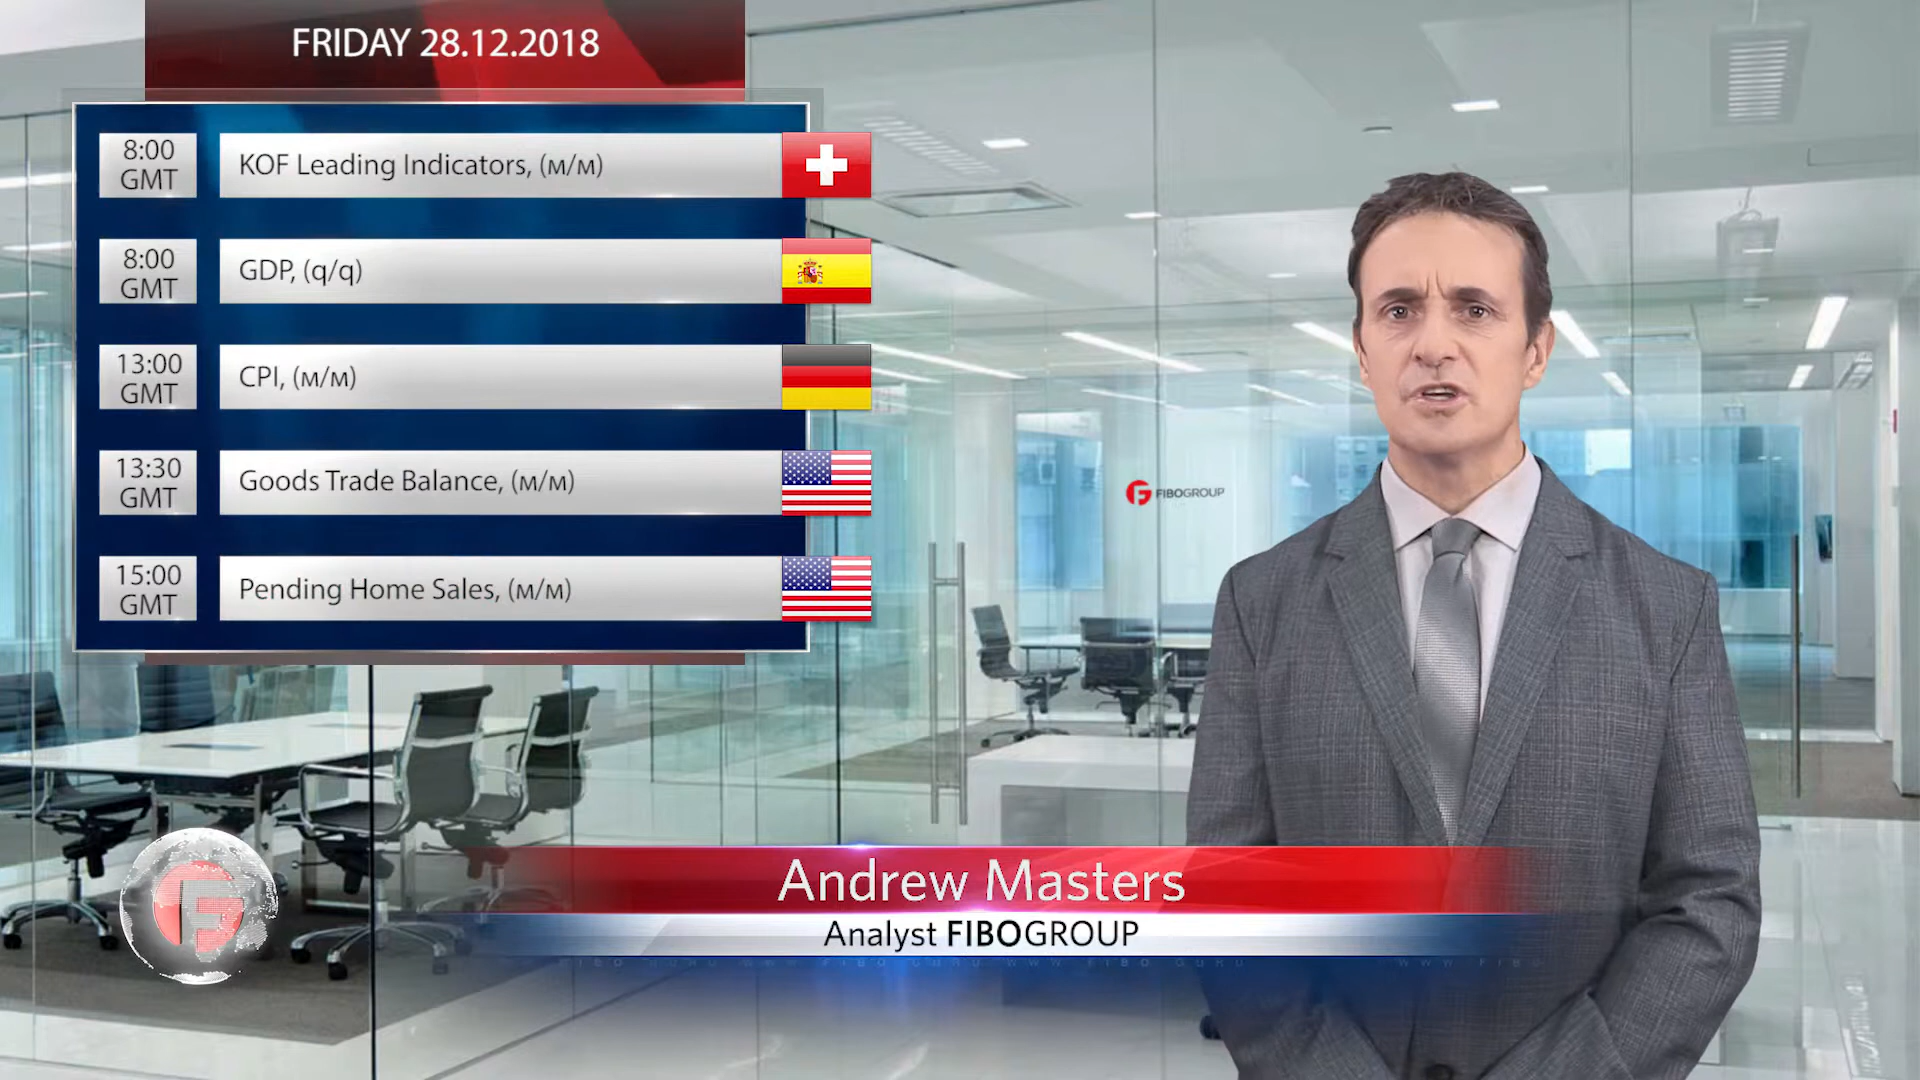 FRIDAY 28.12.2018
8:00
GMT
KOF Leading Indicators, (м/м)
8:00
GMT
GDP, (q/q)
13:00
GMT
CPI, (м/м)
13:30
GMT
Goods Trade Balance, (м/м)
15:00
GMT
Pending Home Sales, (м/м)
FIBOGROUP
Andrew Masters
Analyst FIBOGROUP